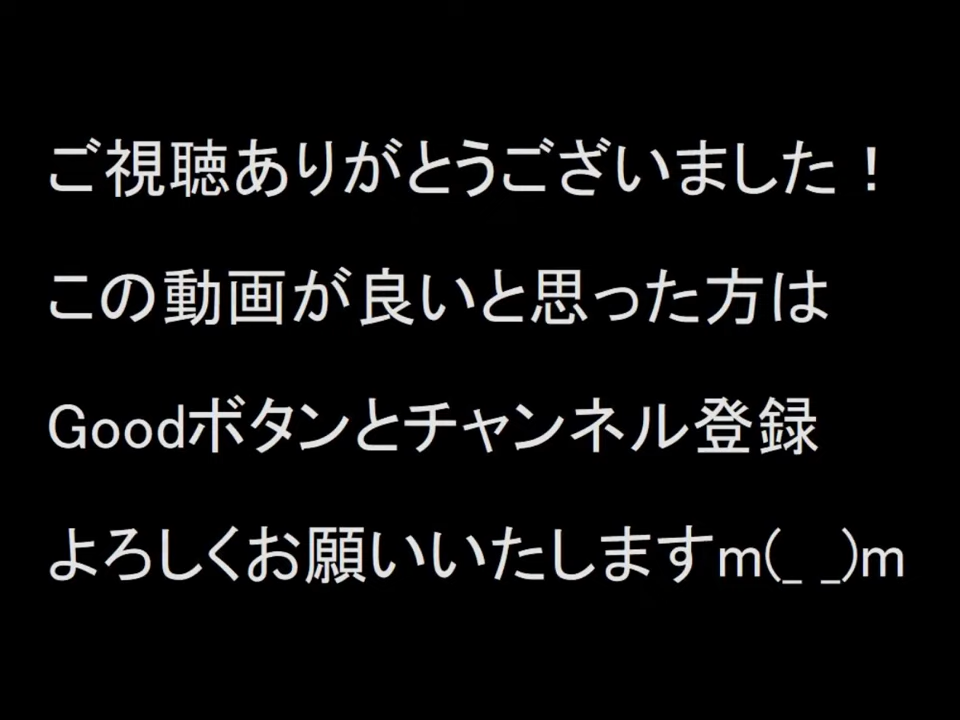 ご視聴ありがとうございました！
この動画が良いと思った方は
Goodボタンとチャンネル登録
よろしくお願いいたしますm(_ _)m